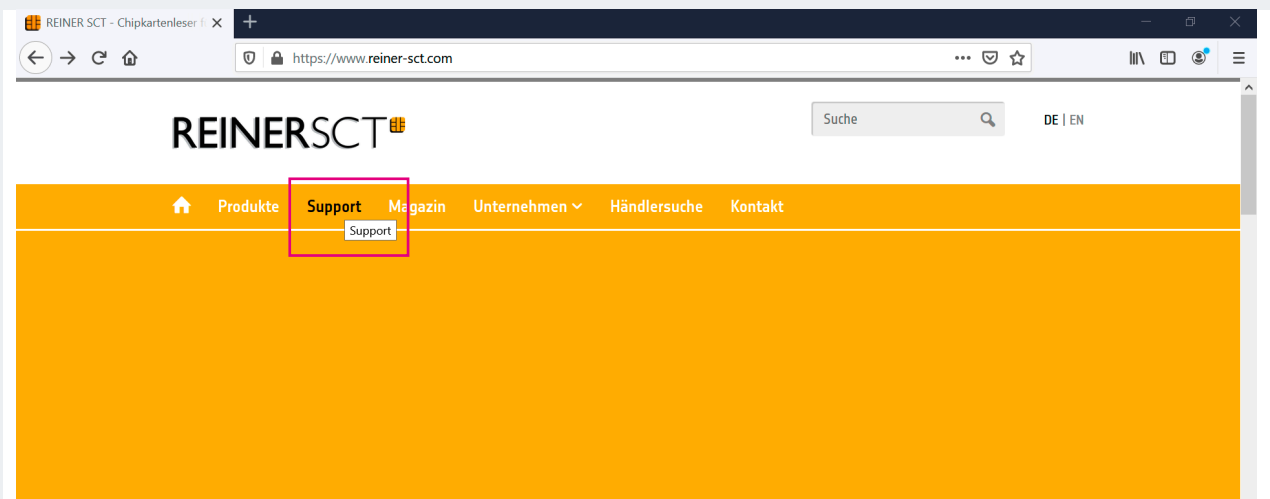 REINER SCT - Chipkartenleser f
https://www.reiner-sct.com
REINERSCT
Suche
DE | EN
Produkte Support Magazin Unternehmen Händlersuche Kontakt
Support